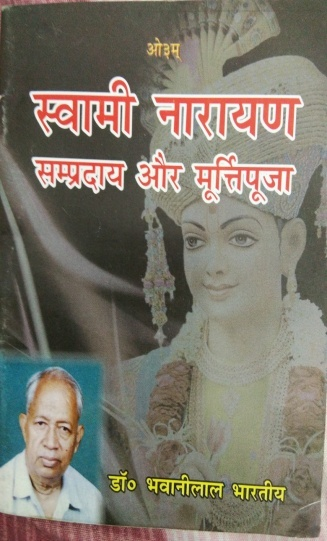 ओ३म्
स्वामी नारायण
सम्प्रदाय और मूर्त्तिपूजा
डॉ० भवानीलाल भारतीय